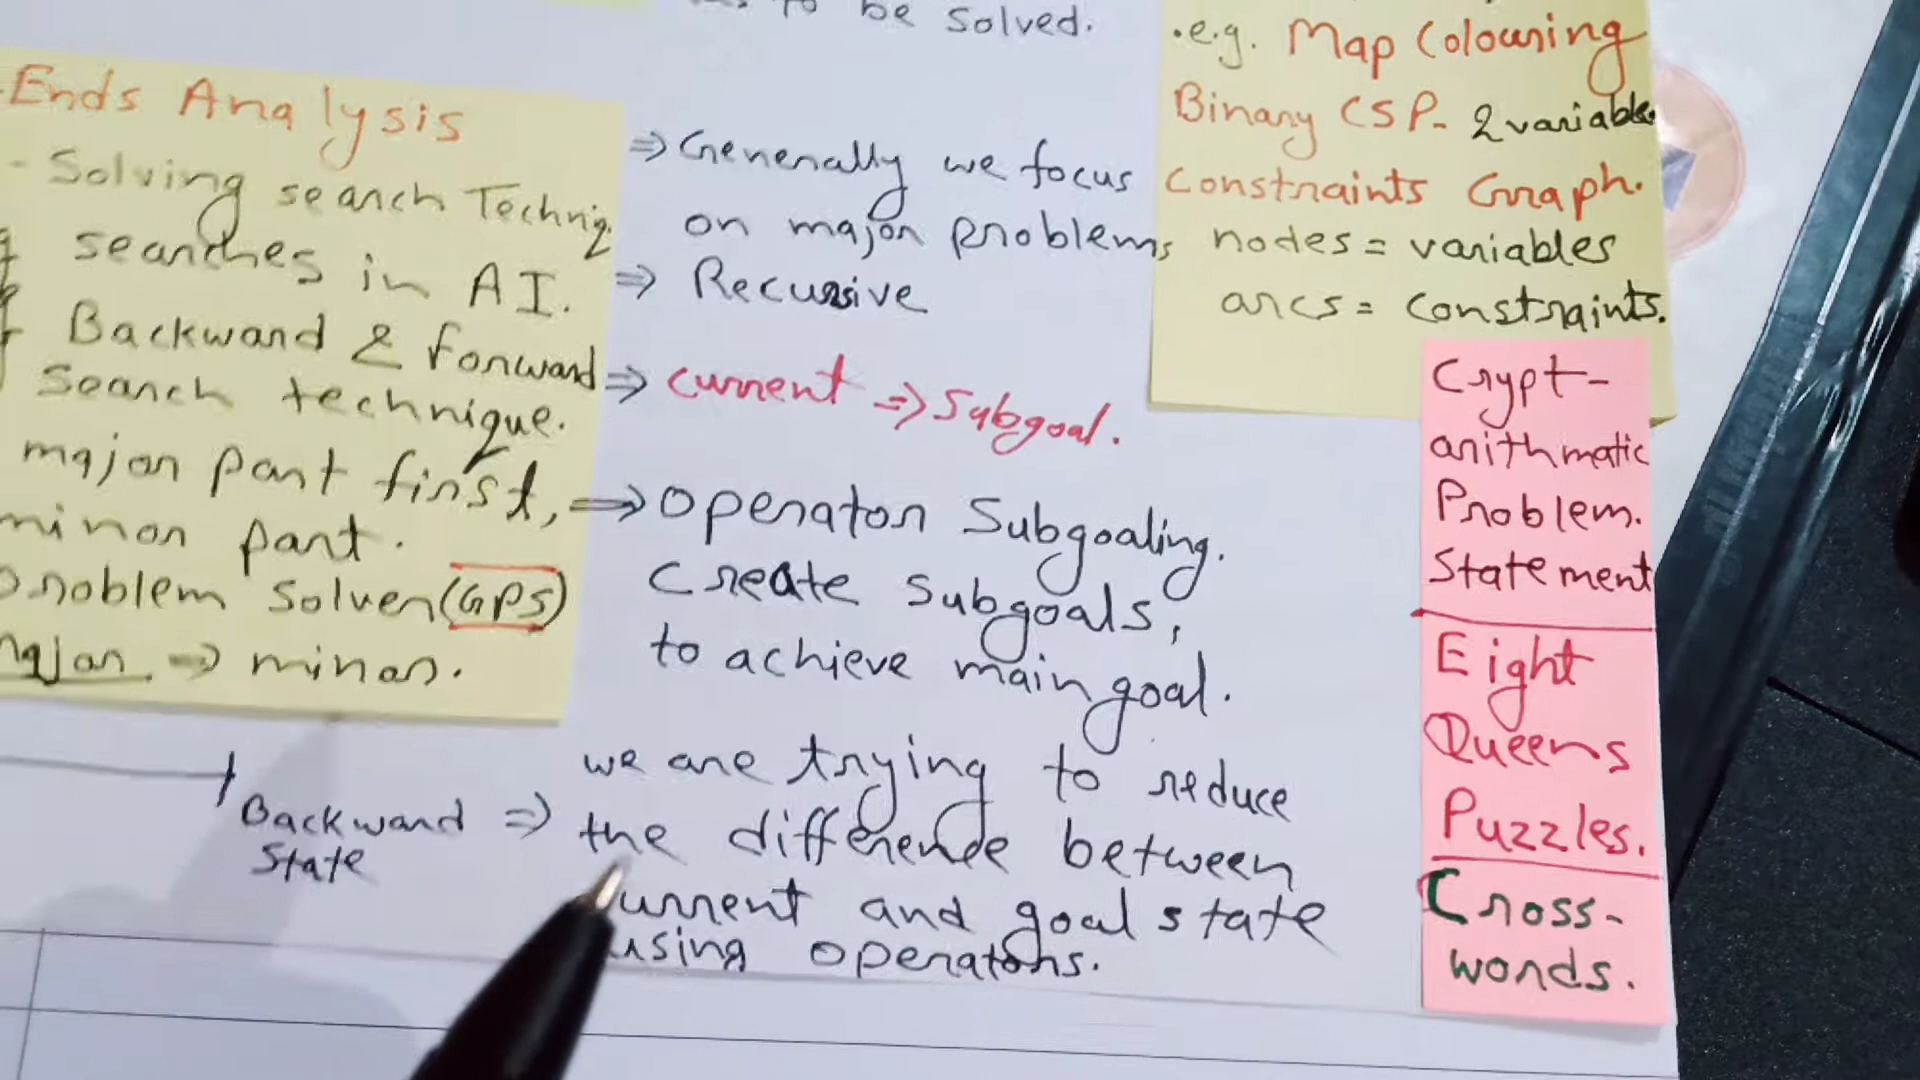 to be solved.
Ends Analysis
- Solving search Techniq.
searches in AI.
Backward & forward
search technique.
major part first,
minor part.
problem solver (GPS)
major => minor.
=> Generally we focus
on major problems
=> Recursive
=> current => subgoal.
=> Operator Subgoaling.
Create subgoals,
to achieve main goal.
Backward =>
State
we are trying to reduce
the difference between
current and goal state
using operators.
.e.g. Map Colouring
Binary CSP- 2 variable.
Constraints Graph.
nodes = variables
arcs = constraints.
Crypt-
arithmatic
Problem.
Statement
Eight
Queens
Puzzles.
Cross-
words.